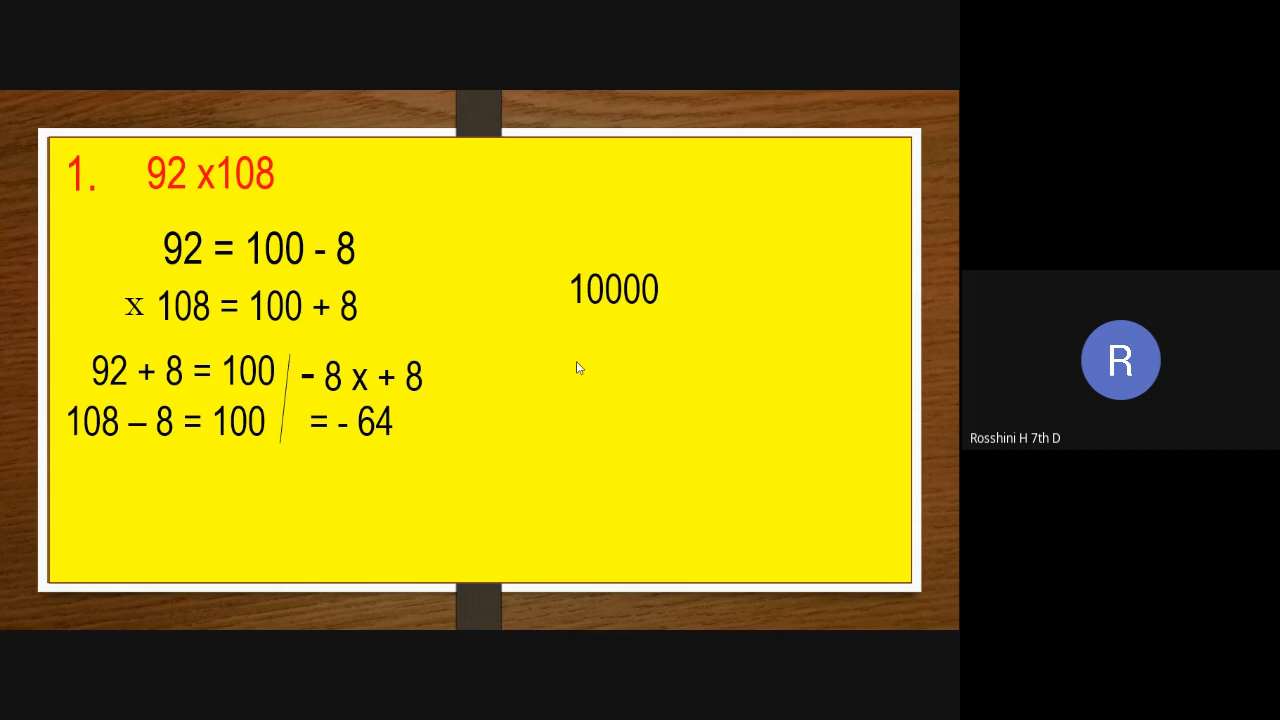 1. 92 x108
92 = 100 - 8
x 108 = 100 + 8
92 + 8 = 100 / - 8 x + 8
108 – 8 = 100 = - 64
10000
R
Rosshini H 7th D